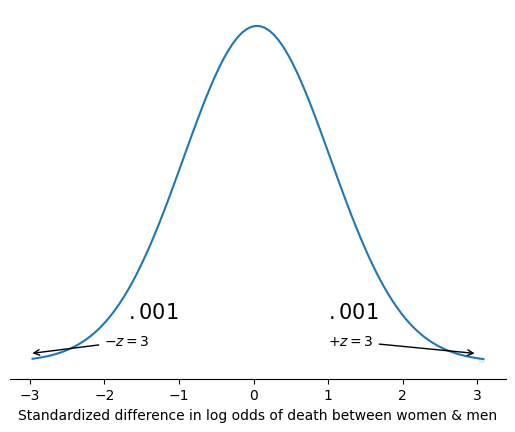 .001 .001
−z = 3 +z = 3
−3 −2 −1 0 1 2 3
Standardized difference in log odds of death between women & men